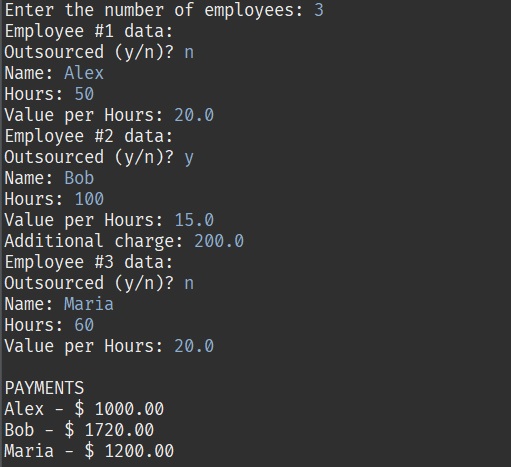 Enter the number of employees: 3
Employee #1 data:
Outsourced (y/n)? n
Name: Alex
Hours: 50
Value per Hours: 20.0
Employee #2 data:
Outsourced (y/n)? y
Name: Bob
Hours: 100
Value per Hours: 15.0
Additional charge: 200.0
Employee #3 data:
Outsourced (y/n)? n
Name: Maria
Hours: 60
Value per Hours: 20.0

PAYMENTS
Alex – $ 1000.00
Bob – $ 1720.00
Maria – $ 1200.00